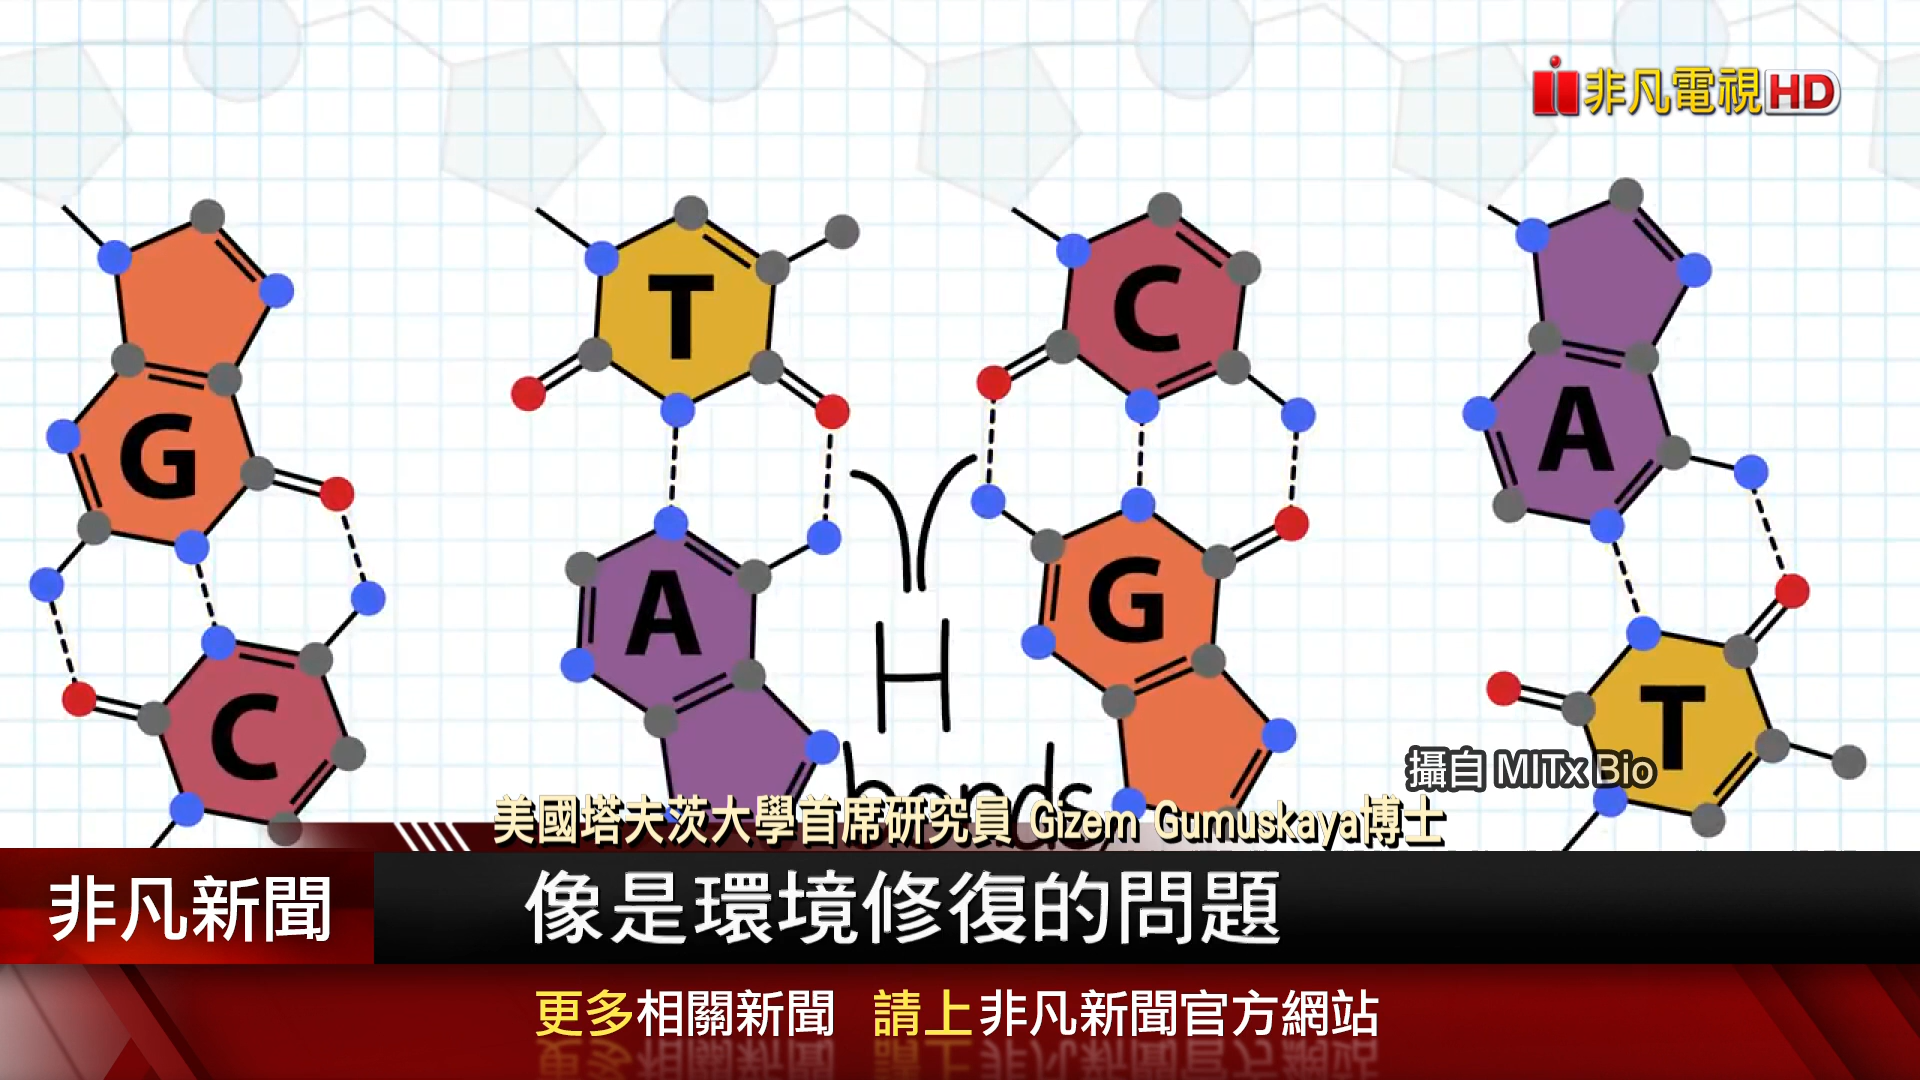 非凡電視HD
T
C
A
G
G
A
C
T
H
bonds
攝自 MITx Bio
美國塔夫茨大學首席研究員 Gizem Gumuskaya博士
非凡新聞
像是環境修復的問題
更多相關新聞 請上非凡新聞官方網站